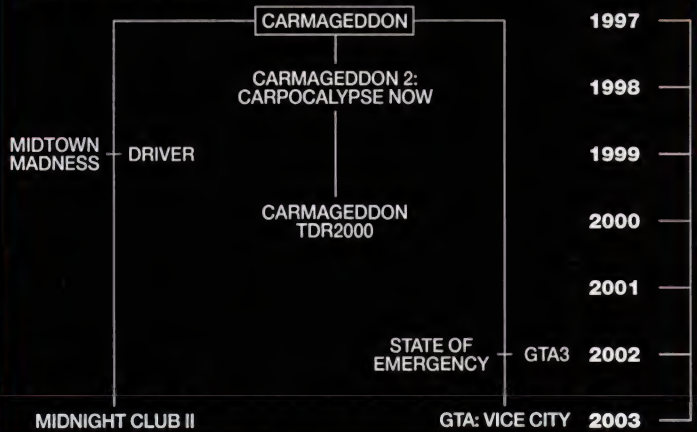 CARMAGEDDON 1997
CARMAGEDDON 2:
CARPOCALYPSE NOW
1998
MIDTOWN
MADNESS
DRIVER
1999
CARMAGEDDON
TDR2000
2000
2001
STATE OF
EMERGENCY
GTA3 2002
MIDNIGHT CLUB II GTA: VICE CITY 2003